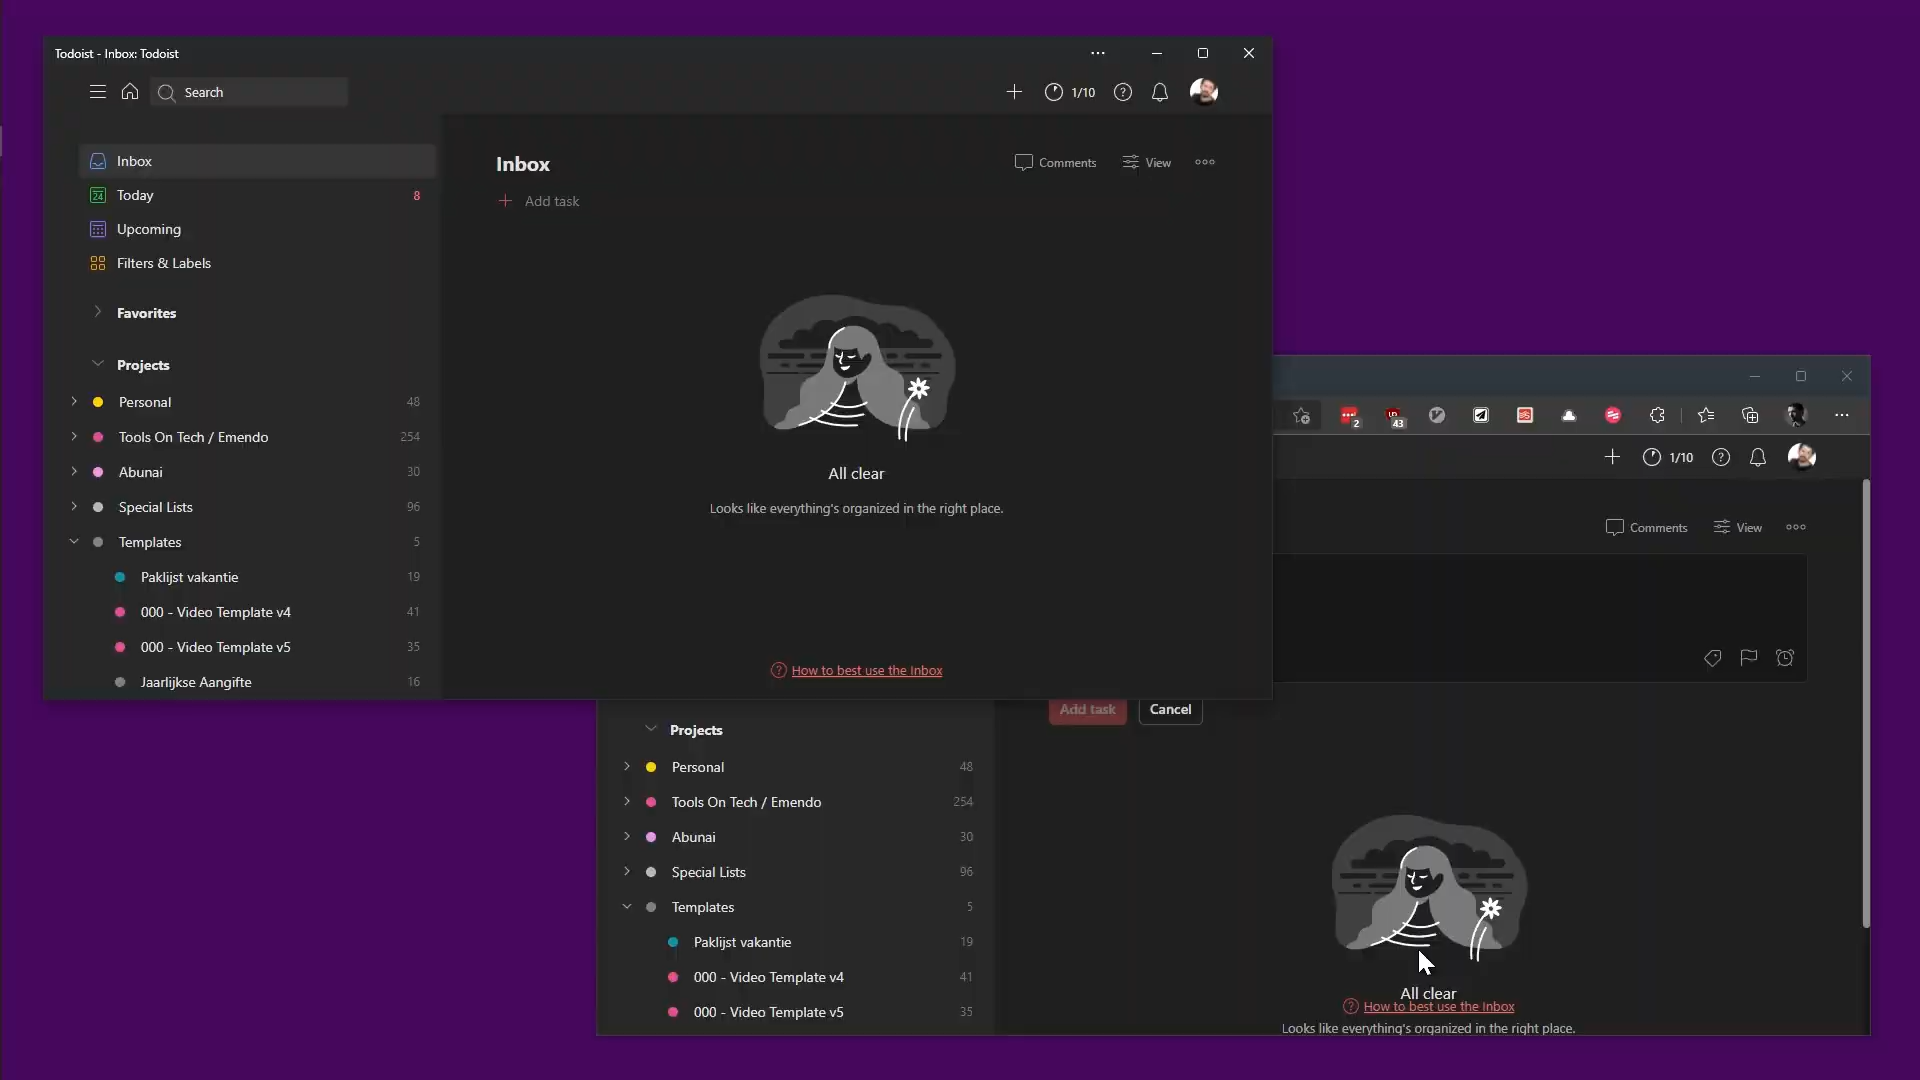 Todoist - Inbox: Todoist
Search
1/10
Inbox
24 Today 8
Upcoming
Filters & Labels
Favorites
Projects
Personal 48
Tools On Tech / Emendo 254
Abunai 30
Special Lists 96
Templates 5
Paklijst vakantie 19
000 - Video Template v4 41
000 - Video Template v5 35
Jaarlijkse Aangifte 16
Inbox
Comments View
Add task
All clear
Looks like everything's organized in the right place.
How to best use the Inbox
2 43
1/10
Comments View
Add task Cancel
Projects
Personal 48
Tools On Tech / Emendo 254
Abunai 30
Special Lists 96
Templates 5
Paklijst vakantie 19
000 - Video Template v4 41
000 - Video Template v5 35
All clear
How to best use the Inbox
Looks like everything's organized in the right place.